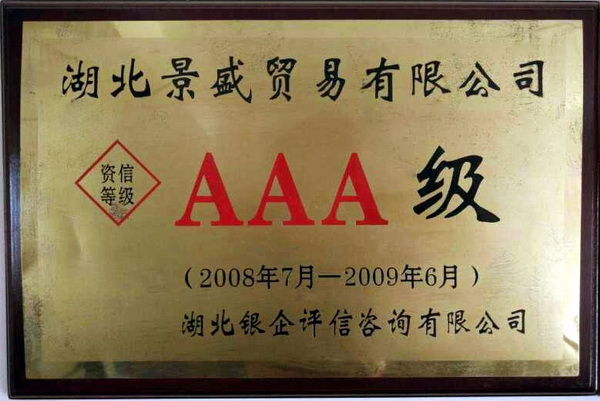 湖北景盛贸易有限公司
资信
等级
AAA级
（2008年7月—2009年6月）
湖北银企评信咨询有限公司